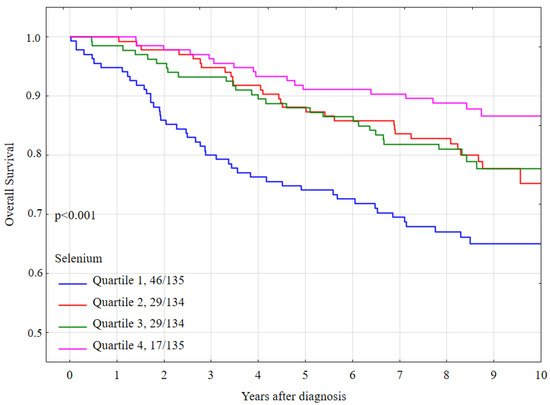 1.0
0.9
0.8
0.7
0.6
0.5
Overall Survival
p<0.001
Selenium
Quartile 1, 46/135
Quartile 2, 29/134
Quartile 3, 29/134
Quartile 4, 17/135
0 1 2 3 4 5 6 7 8 9 10
Years after diagnosis